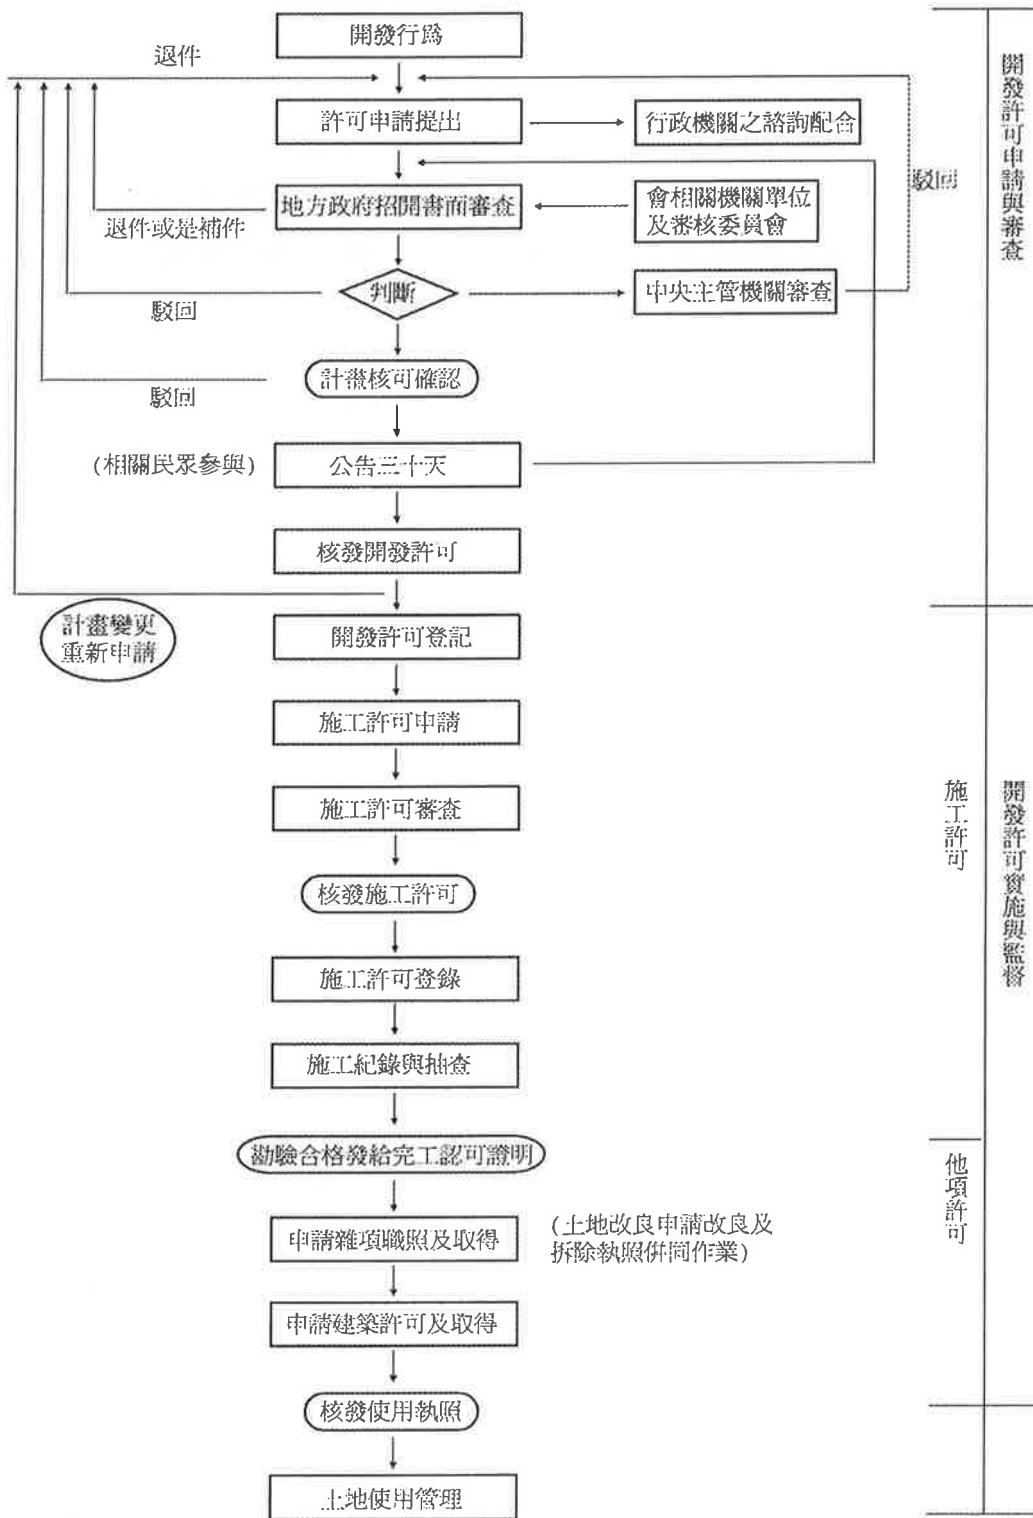 開發行為
退件
許可申請提出
行政機關之諮詢配合
駁回
地方政府招開書面審查
會相關機關單位
及審核委員會
退件或是補件
判斷
中央主管機關審查
駁回
計畫核可確認
駁回
(相關民眾參與)
公告三十天
核發開發許可
計畫變更
重新申請
開發許可登記
施工許可申請
施工許可審查
核發施工許可
施工許可登錄
施工紀錄與抽查
勘驗合格發給完工認可證明
申請雜項職照及取得
(土地改良申請改良及
拆除執照併同作業)
申請建築許可及取得
核發使用執照
土地使用管理
開發許可申請與審查
施工許可
開發許可實施與監督
他項許可